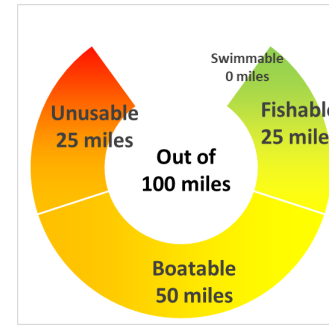 Swimmable
0 miles
Unusable
25 miles
Fishable
25 mile
Out of
100 miles
Boatable
50 miles